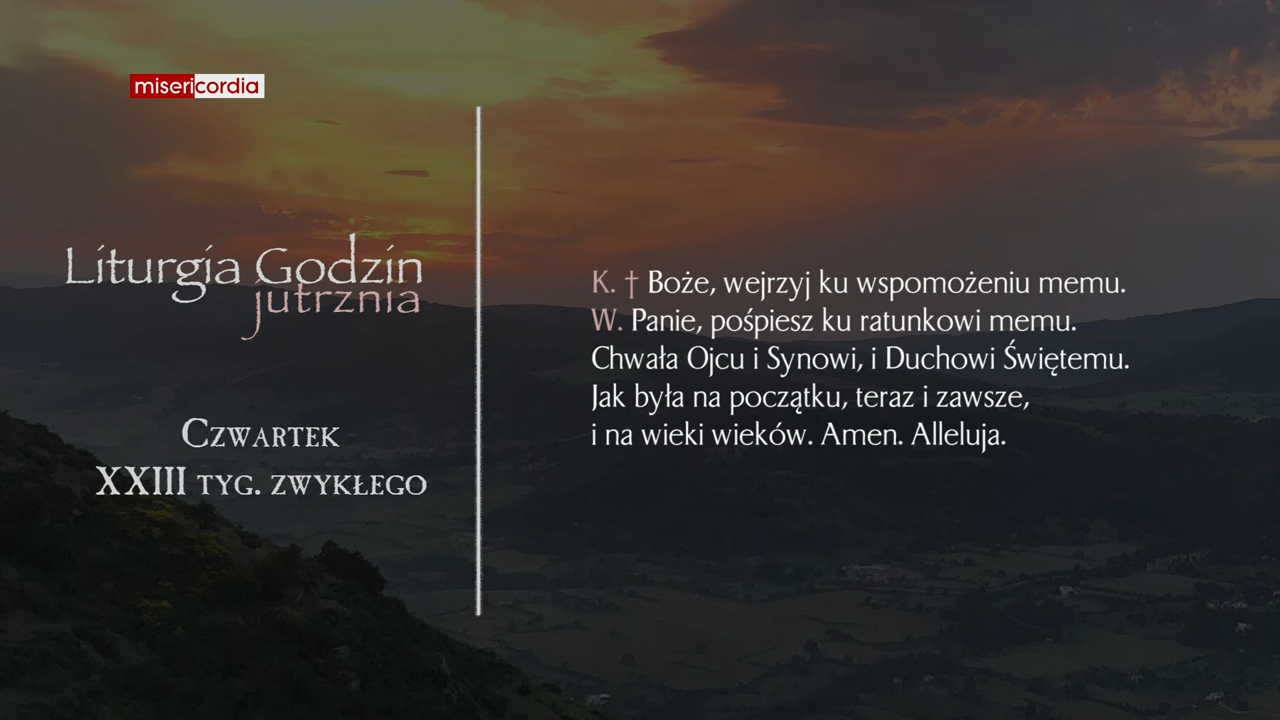 misericordia
Liturgia Godzin
jutrznia
Czwartek
XXIII tyg. zwykłego
K. † Boże, wejrzyj ku wspomożeniu memu.
W. Panie, pośpiesz ku ratunkowi memu.
Chwała Ojcu i Synowi, i Duchowi Świętemu.
Jak była na początku, teraz i zawsze,
i na wieki wieków. Amen. Alleluja.